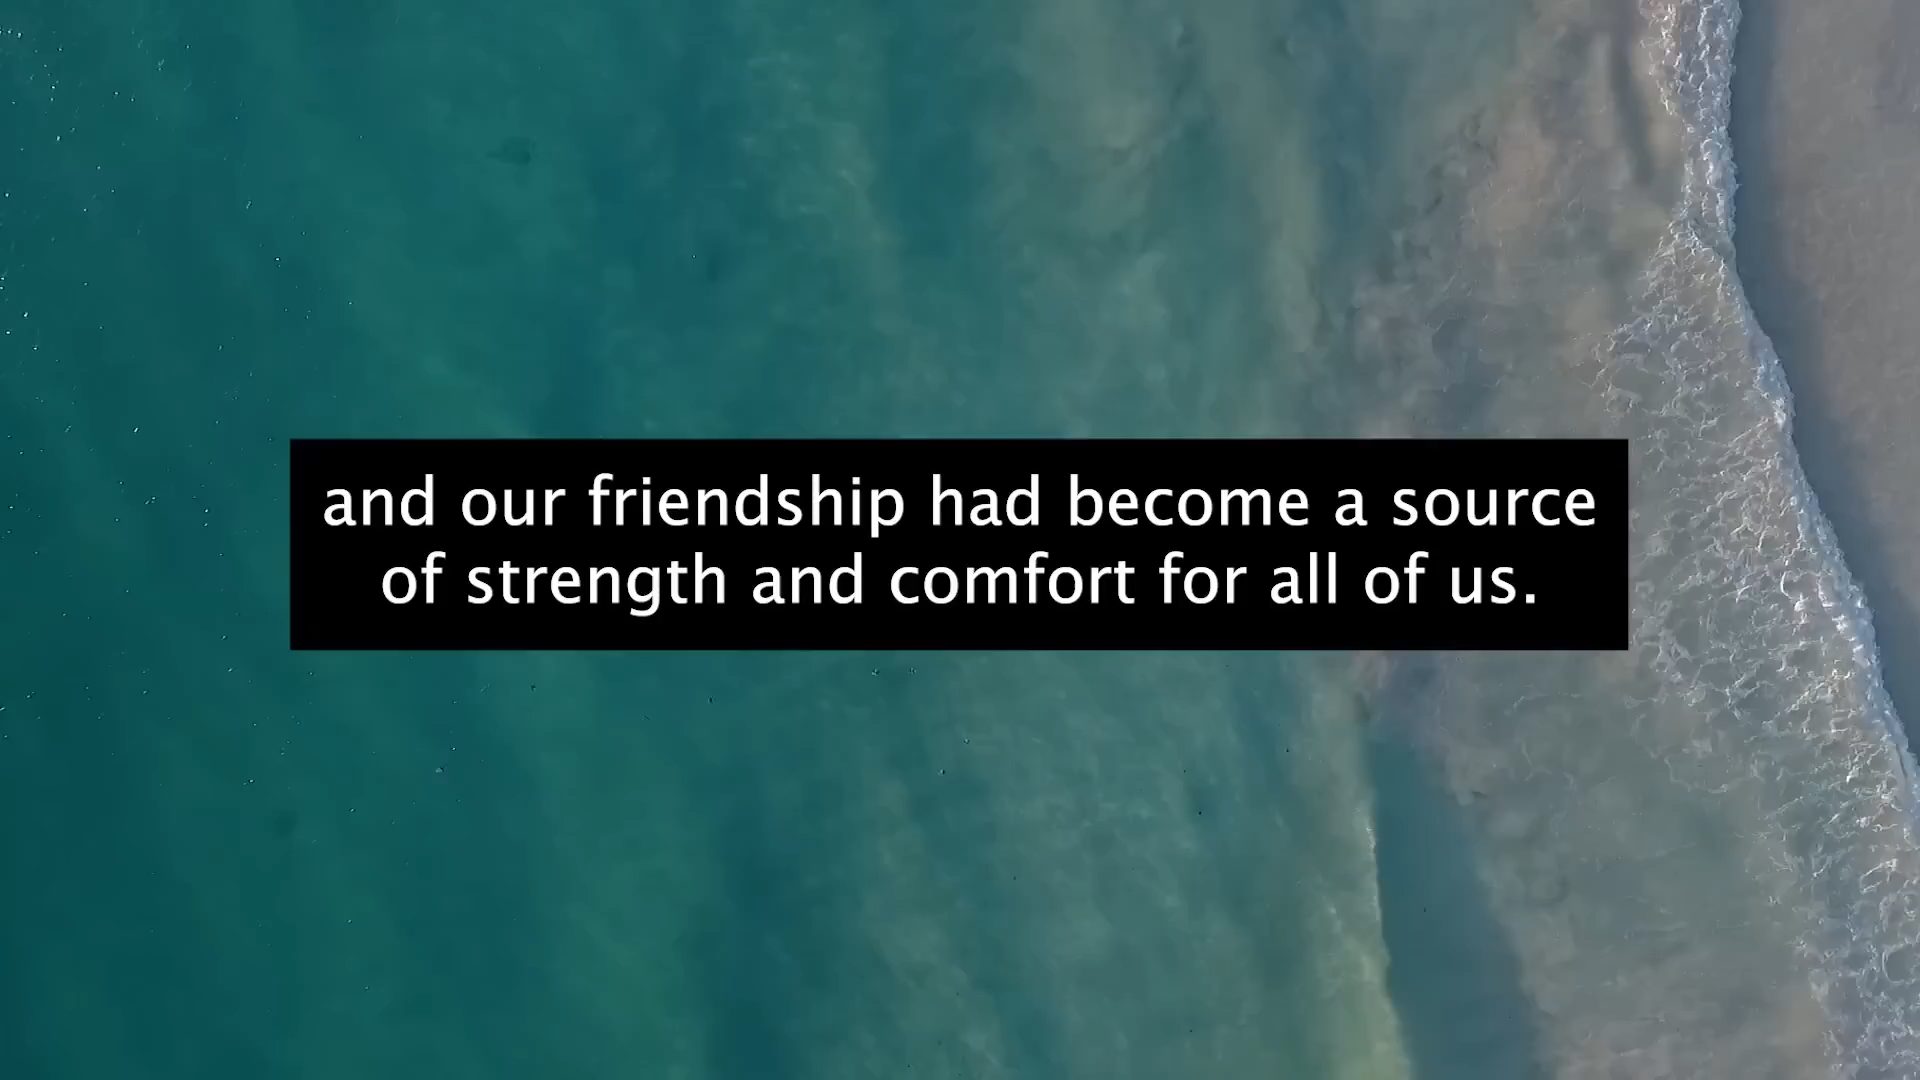 and our friendship had become a source
of strength and comfort for all of us.